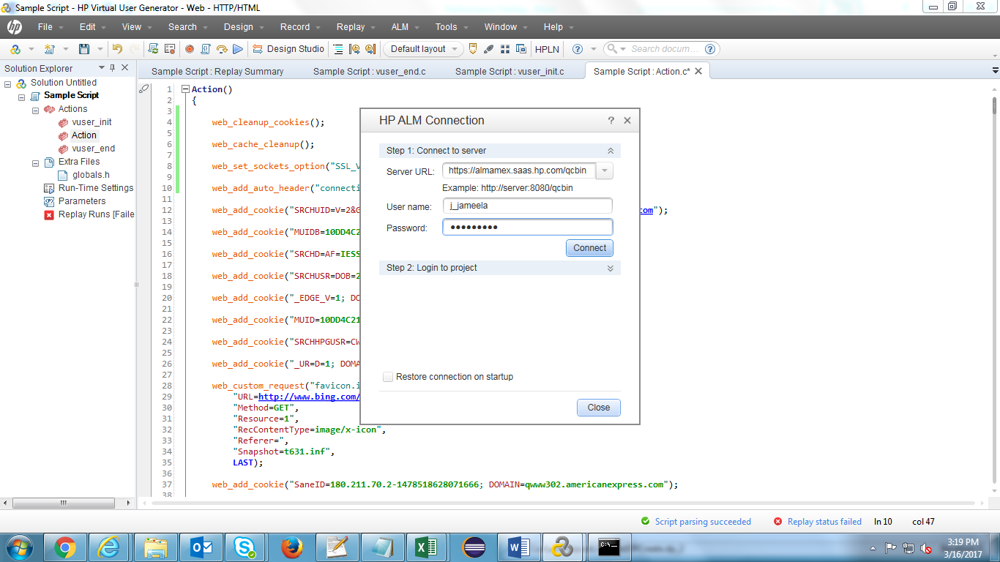 Sample Script - HP Virtual User Generator - Web - HTTP/HTML
hp File Edit View Search Design Record Replay ALM Tools Window Help
Design Studio Default layout HPLN ? Search docum... ?
Solution Explorer
Solution Untitled
Sample Script
Actions
vuser_init
Action
vuser_end
Extra Files
globals.h
Run-Time Settings
Parameters
Replay Runs [Faile
Sample Script : Replay Summary Sample Script : vuser_end.c Sample Script : vuser_init.c Sample Script : Action.c*
1 Action()
2 {
3
4 web_cleanup_cookies();
5
6 web_cache_cleanup();
7
8 web_set_sockets_option("SSL_V
9
10 web_add_auto_header("connecti
11
12 web_add_cookie("SRCHUID=V=2&G com");
13
14 web_add_cookie("MUIDB=10DD4C2
15
16 web_add_cookie("SRCHD=AF=IESS
17
18 web_add_cookie("SRCHUSR=DOB=2
19
20 web_add_cookie("_EDGE_V=1; DO
21
22 web_add_cookie("MUID=10DD4C21
23
24 web_add_cookie("SRCHHPGUSR=CW
25
26 web_add_cookie("_UR=D=1; DOMA
27
28 web_custom_request("favicon.i
29 "URL=http://www.bing.com/
30 "Method=GET",
31 "Resource=1",
32 "RecContentType=image/x-icon",
33 "Referer=",
34 "Snapshot=t631.inf",
35 LAST);
36
37 web_add_cookie("SaneID=180.211.70.2-1478518628071666; DOMAIN=qwww302.americanexpress.com");
38
HP ALM Connection ?
Step 1: Connect to server
Server URL: https://almamex.saas.hp.com/qcbin
Example: http://server:8080/qcbin
User name: j_jameela
Password: ●●●●●●●●●
Connect
Step 2: Login to project
Restore connection on startup
Close
Script parsing succeeded Replay status failed ln 10 col 47
3:19 PM
3/16/2017